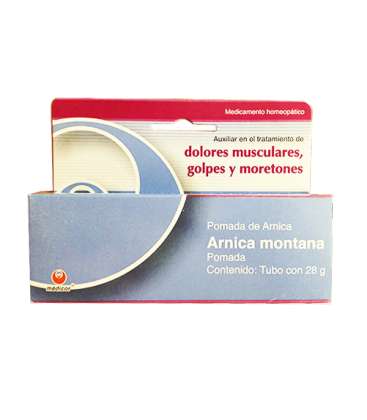 Medicamento homeopático
Auxiliar en el tratamiento de
dolores musculares,
golpes y moretones
Pomada de Arnica
Arnica montana
Pomada
Contenido: Tubo con 28 g
medicor